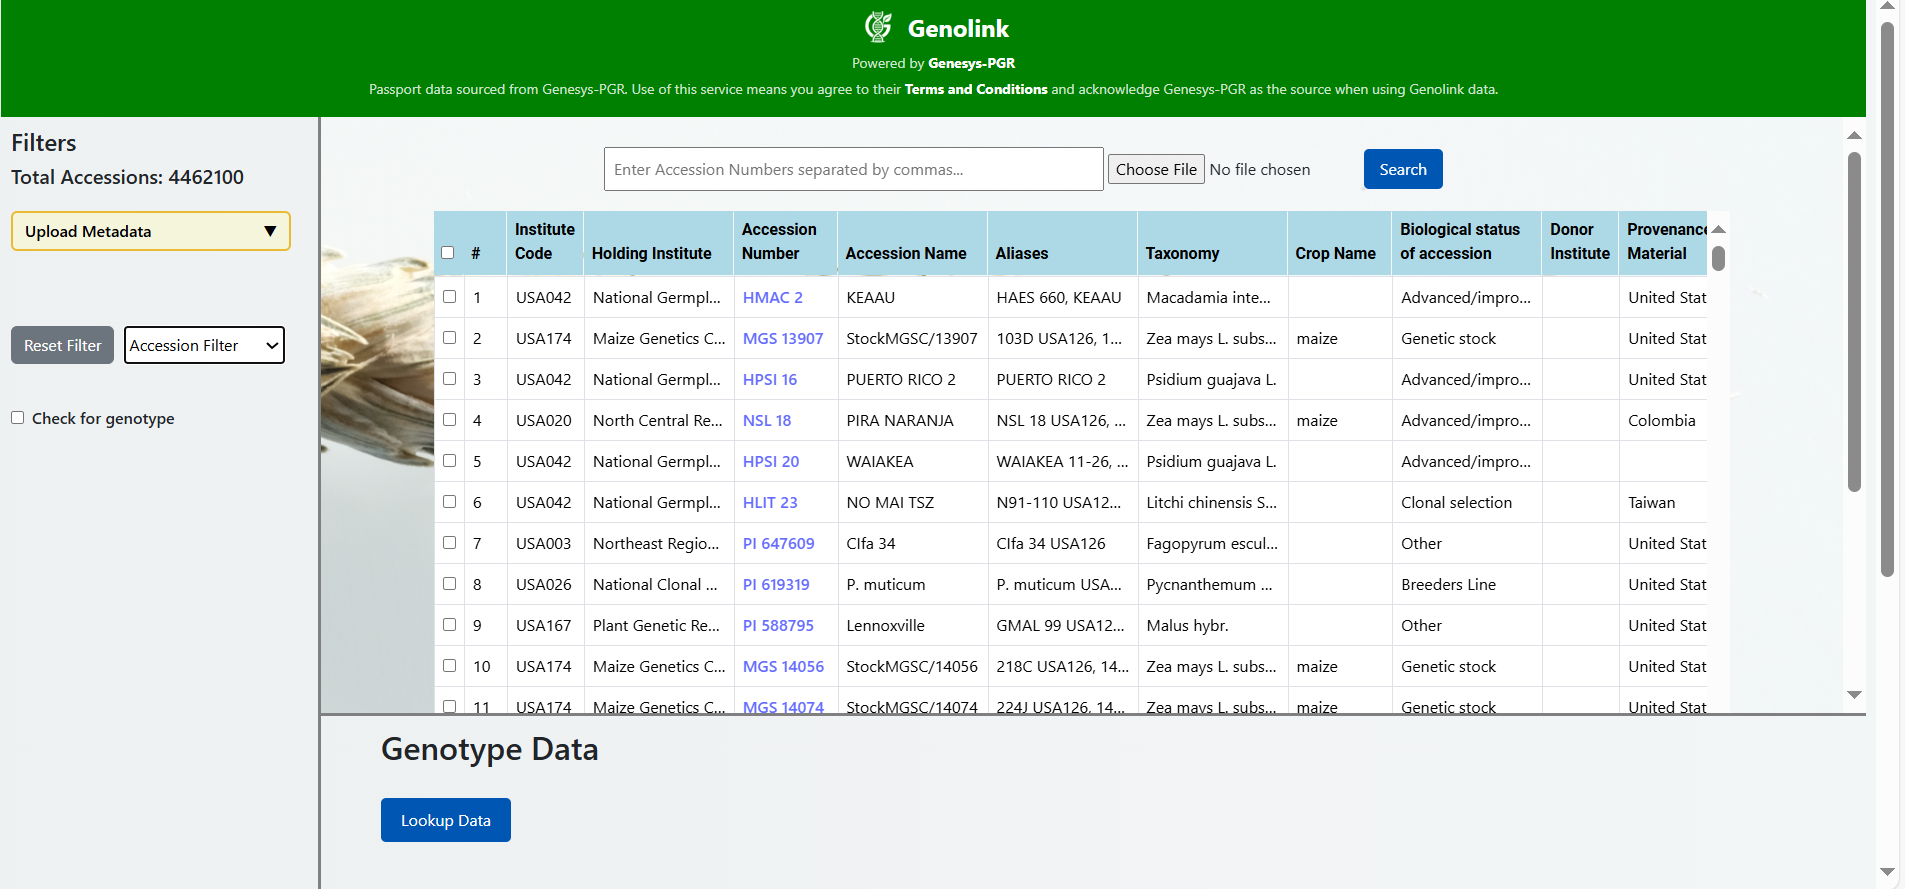 Genolink
Powered by Genesys-PGR
Passport data sourced from Genesys-PGR. Use of this service means you agree to their Terms and Conditions and acknowledge Genesys-PGR as the source when using Genolink data.
Filters
Total Accessions: 4462100
Upload Metadata ▼
Reset Filter Accession Filter
Check for genotype
Enter Accession Numbers separated by commas... Choose File No file chosen Search
# Institute Code Holding Institute Accession Number Accession Name Aliases Taxonomy Crop Name Biological status of accession Donor Institute Provenance Material
1 USA042 National Germpl... HMAC 2 KEAAU HAES 660, KEAAU Macadamia inte... Advanced/impro... United Stat
2 USA174 Maize Genetics C... MGS 13907 StockMGSC/13907 103D USA126, 1... Zea mays L. subs... maize Genetic stock United Stat
3 USA042 National Germpl... HPSI 16 PUERTO RICO 2 PUERTO RICO 2 Psidium guajava L. Advanced/impro... United Stat
4 USA020 North Central Re... NSL 18 PIRA NARANJA NSL 18 USA126, ... Zea mays L. subs... maize Advanced/impro... Colombia
5 USA042 National Germpl... HPSI 20 WAIAKEA WAIAKEA 11-26, ... Psidium guajava L. Advanced/impro...
6 USA042 National Germpl... HLIT 23 NO MAI TSZ N91-110 USA12... Litchi chinensis S... Clonal selection Taiwan
7 USA003 Northeast Regio... PI 647609 CIfa 34 CIfa 34 USA126 Fagopyrum escul... Other United Stat
8 USA026 National Clonal ... PI 619319 P. muticum P. muticum USA... Pycnanthemum ... Breeders Line United Stat
9 USA167 Plant Genetic Re... PI 588795 Lennoxville GMAL 99 USA12... Malus hybr. Other United Stat
10 USA174 Maize Genetics C... MGS 14056 StockMGSC/14056 218C USA126, 14... Zea mays L. subs... maize Genetic stock United Stat
11 USA174 Maize Genetics C... MGS 14074 StockMGSC/14074 224J USA126, 14... Zea mays L. subs... maize Genetic stock United Stat
Genotype Data
Lookup Data